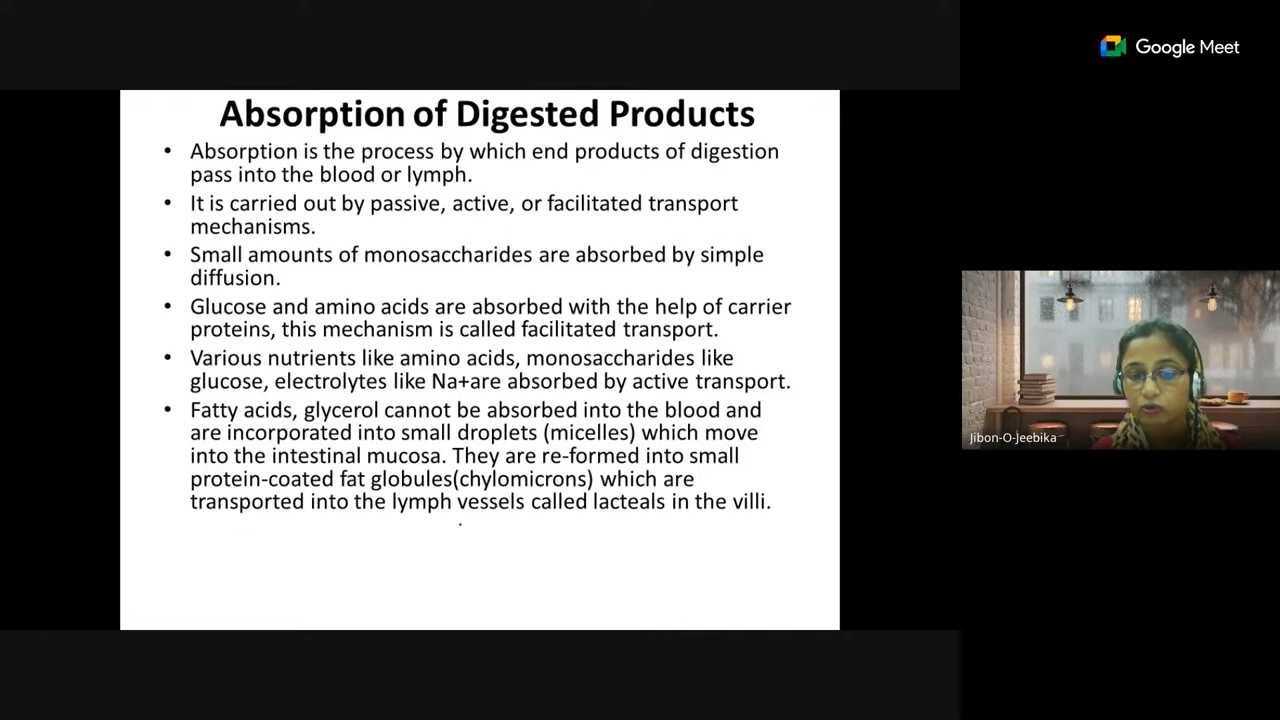 Google Meet
Absorption of Digested Products
• Absorption is the process by which end products of digestion
pass into the blood or lymph.
• It is carried out by passive, active, or facilitated transport
mechanisms.
• Small amounts of monosaccharides are absorbed by simple
diffusion.
• Glucose and amino acids are absorbed with the help of carrier
proteins, this mechanism is called facilitated transport.
• Various nutrients like amino acids, monosaccharides like
glucose, electrolytes like Na+are absorbed by active transport.
• Fatty acids, glycerol cannot be absorbed into the blood and
are incorporated into small droplets (micelles) which move
into the intestinal mucosa. They are re-formed into small
protein-coated fat globules(chylomicrons) which are
transported into the lymph vessels called lacteals in the villi.
Jibon-O-Jeebika